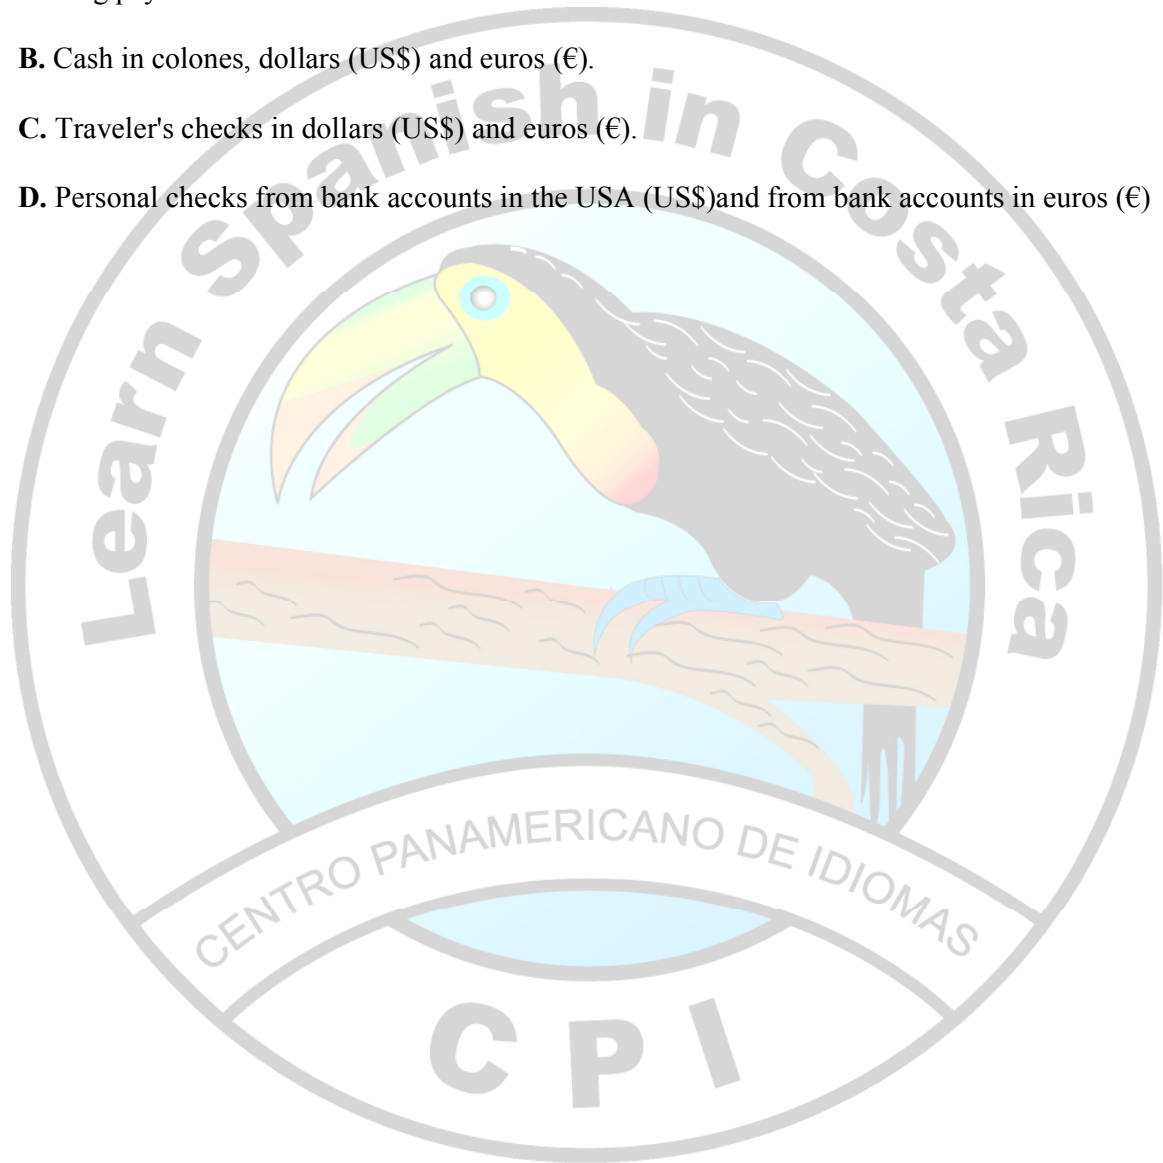 B. Cash in colones, dollars (US$) and euros (€).
C. Traveler's checks in dollars (US$) and euros (€).
D. Personal checks from bank accounts in the USA (US$)and from bank accounts in euros (€)
Learn Spanish in Costa Rica
CENTRO PANAMERICANO DE IDIOMAS
CPI